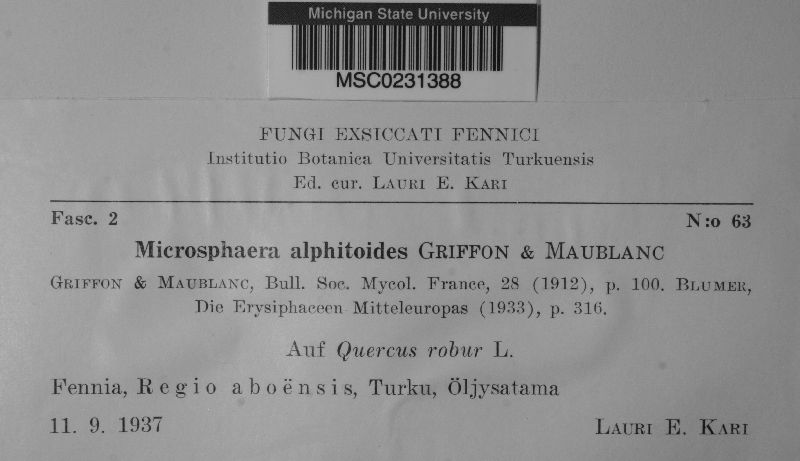 Michigan State University
MSC0231388
FUNGI EXSICCATI FENNICI
Institutio Botanica Universitatis Turkuensis
Ed. cur. LAURI E. KARI
Fasc. 2 N:o 63
Microsphaera alphitoides GRIFFON & MAUBLANC
GRIFFON & MAUBLANC, Bull. Soc. Mycol. France, 28 (1912), p. 100. BLUMER,
Die Erysiphaceen Mitteleuropas (1933), p. 316.
Auf Quercus robur L.
Fennia, Regio aboënsis, Turku, Öljysatama
11. 9. 1937 LAURI E. KARI